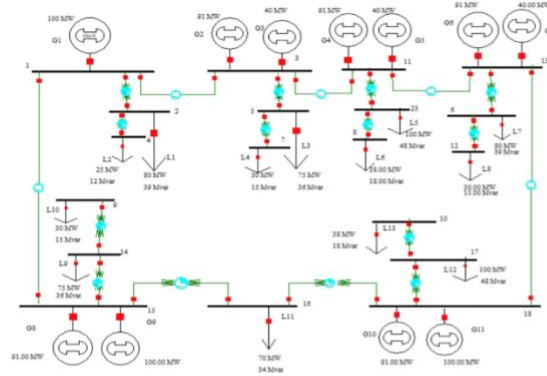 100 MW
91 MW
40 MW
91 MW
40 MW
91 MW
40.00 MW
G1
G2
G3
G4
G5
G6
slack
1
3
11
2
5
23
6
4
7
8
12
L2
L1
L4
L3
L5
L6
L7
L8
25 MW
12 Mvar
80 MW
39 Mvar
30 MW
15 Mvar
75 MW
36 Mvar
100 MW
48 Mvar
38.00 MW
18.00 Mvar
80 MW
39 Mvar
30.00 MW
15.00 Mvar
L10
9
30 MW
15 Mvar
14
L9
75 MW
36 Mvar
10
L13
38 MW
18 Mvar
17
L12
100 MW
48 Mvar
16
18
G8
G9
L11
G10
G11
91.00 MW
100.00 MW
70 MW
34 Mvar
91.00 MW
100.00 MW